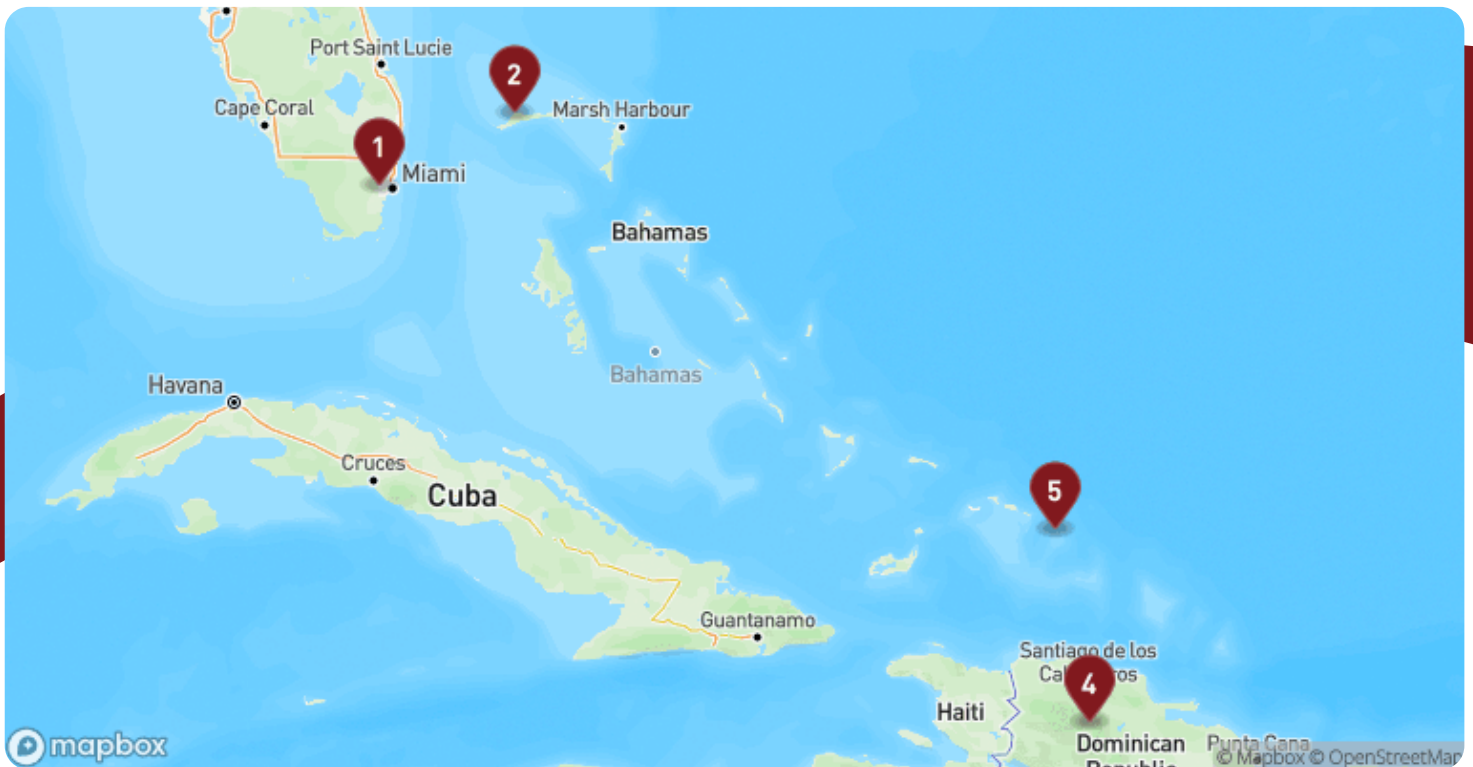 Port Saint Lucie
2
Cape Coral
Marsh Harbour
1
Miami
Bahamas
Bahamas
Havana
Cruces
Cuba
5
Guantanamo
Santiago de los
4
Haiti
Dominican
Punta Cana
mapbox
© Mapbox © OpenStreetMap